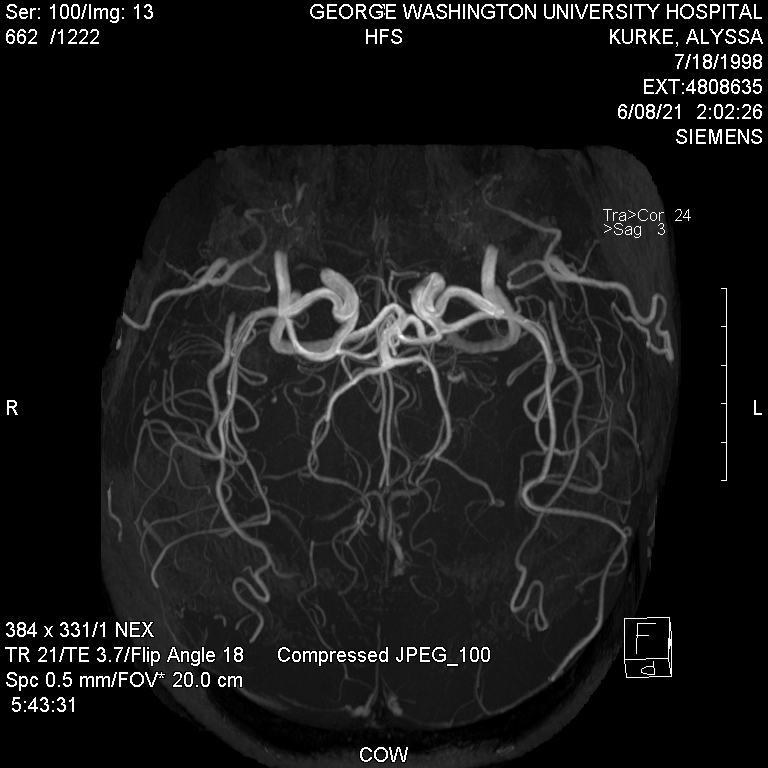 Ser: 100/Img: 13
GEORGE WASHINGTON UNIVERSITY HOSPITAL
662 /1222
HFS
KURKE, ALYSSA
7/18/1998
EXT:4808635
6/08/21 2:02:26
SIEMENS
Tra>Cor 24
>Sag 3
R
L
384 x 331/1 NEX
TR 21/TE 3.7/Flip Angle 18
Compressed JPEG_100
Spc 0.5 mm/FOV* 20.0 cm
5:43:31
F
COW